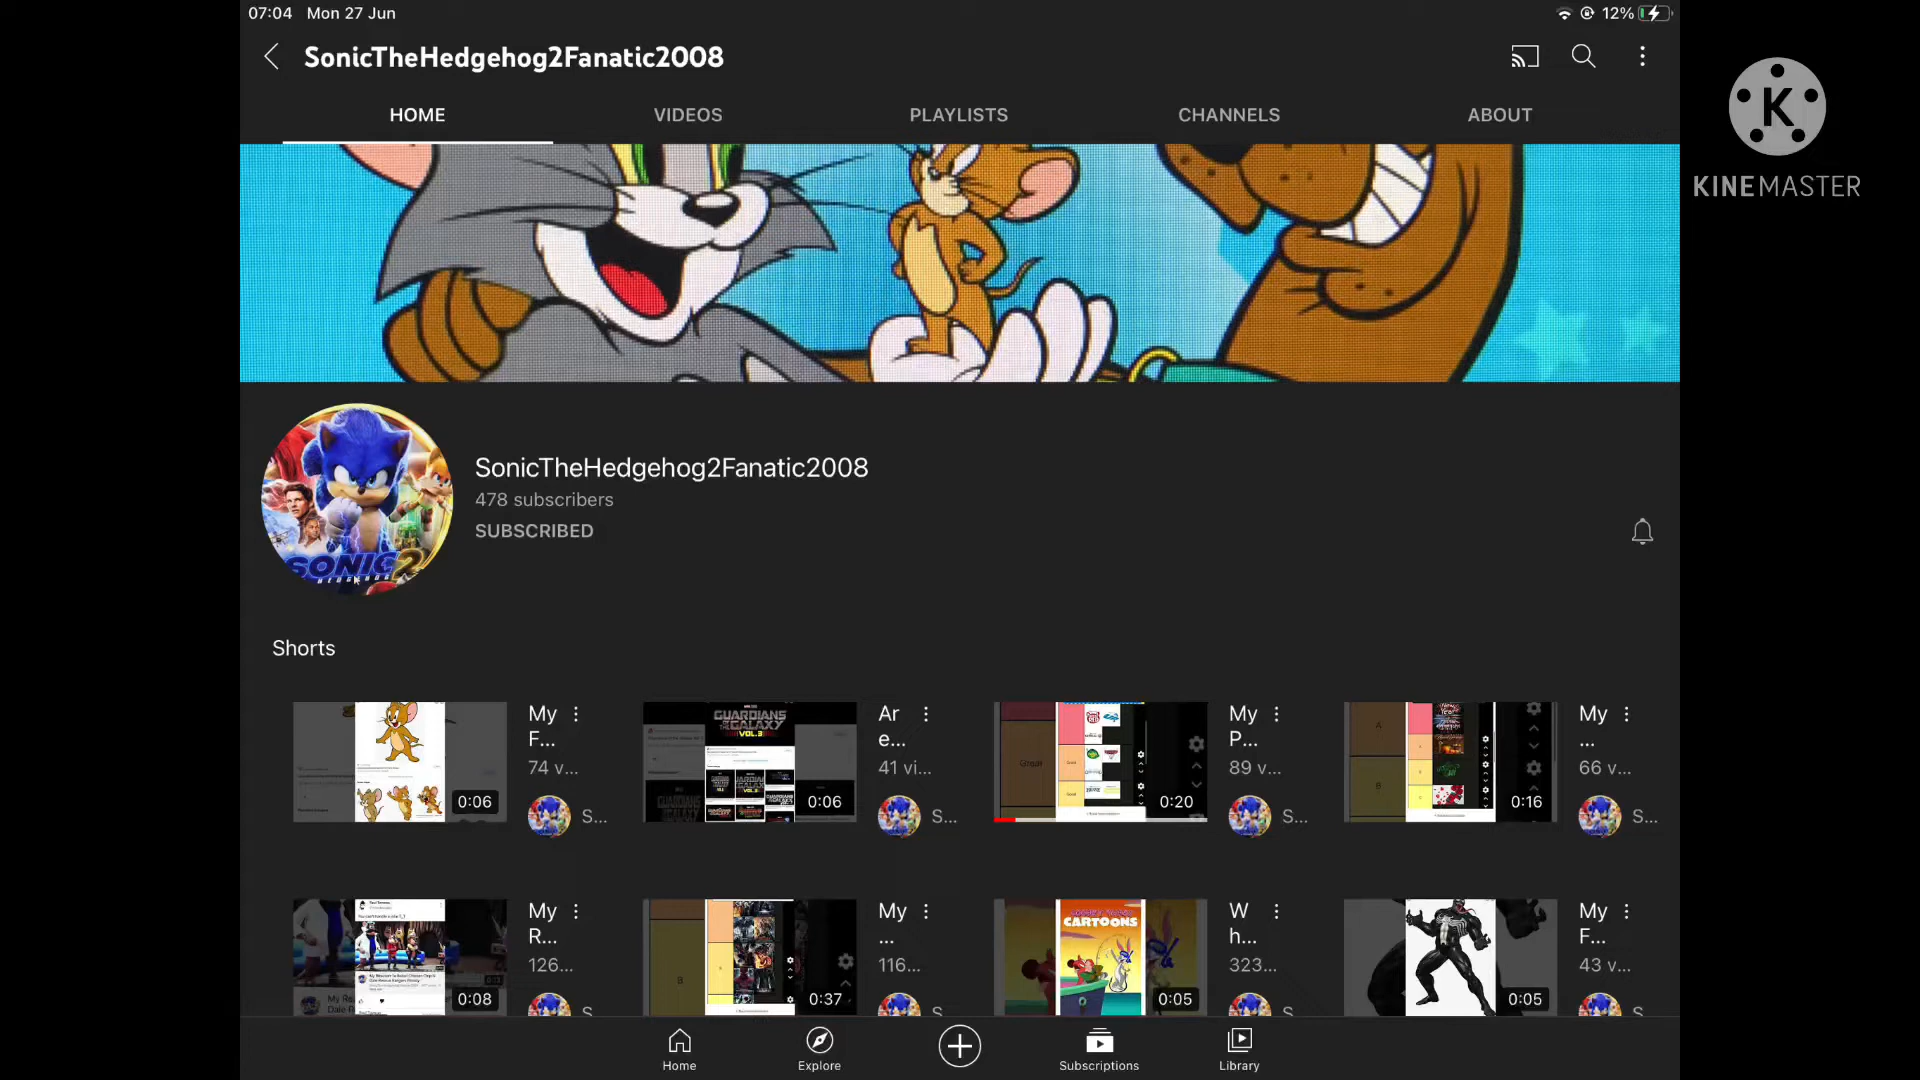 07:04 Mon 27 Jun
12%
SonicTheHedgehog2Fanatic2008
HOME VIDEOS PLAYLISTS CHANNELS ABOUT
K
KINEMASTER
SonicTheHedgehog2Fanatic2008
478 subscribers
SUBSCRIBED
SONIC 2
Shorts
My
F...
74 v...
0:06
S...
GUARDIANS
OF THE GALAXY
VOL.3
Ar
e...
41 vi...
0:06
S...
Great
My
P...
89 v...
0:20
S...
A
B
My
...
66 v...
0:16
S...
My
R...
126...
0:08
S
B
My
...
116...
0:37
S
CARTOONS
W
h...
323...
0:05
S
My
F...
43 v...
0:05
S
Home Explore Subscriptions Library